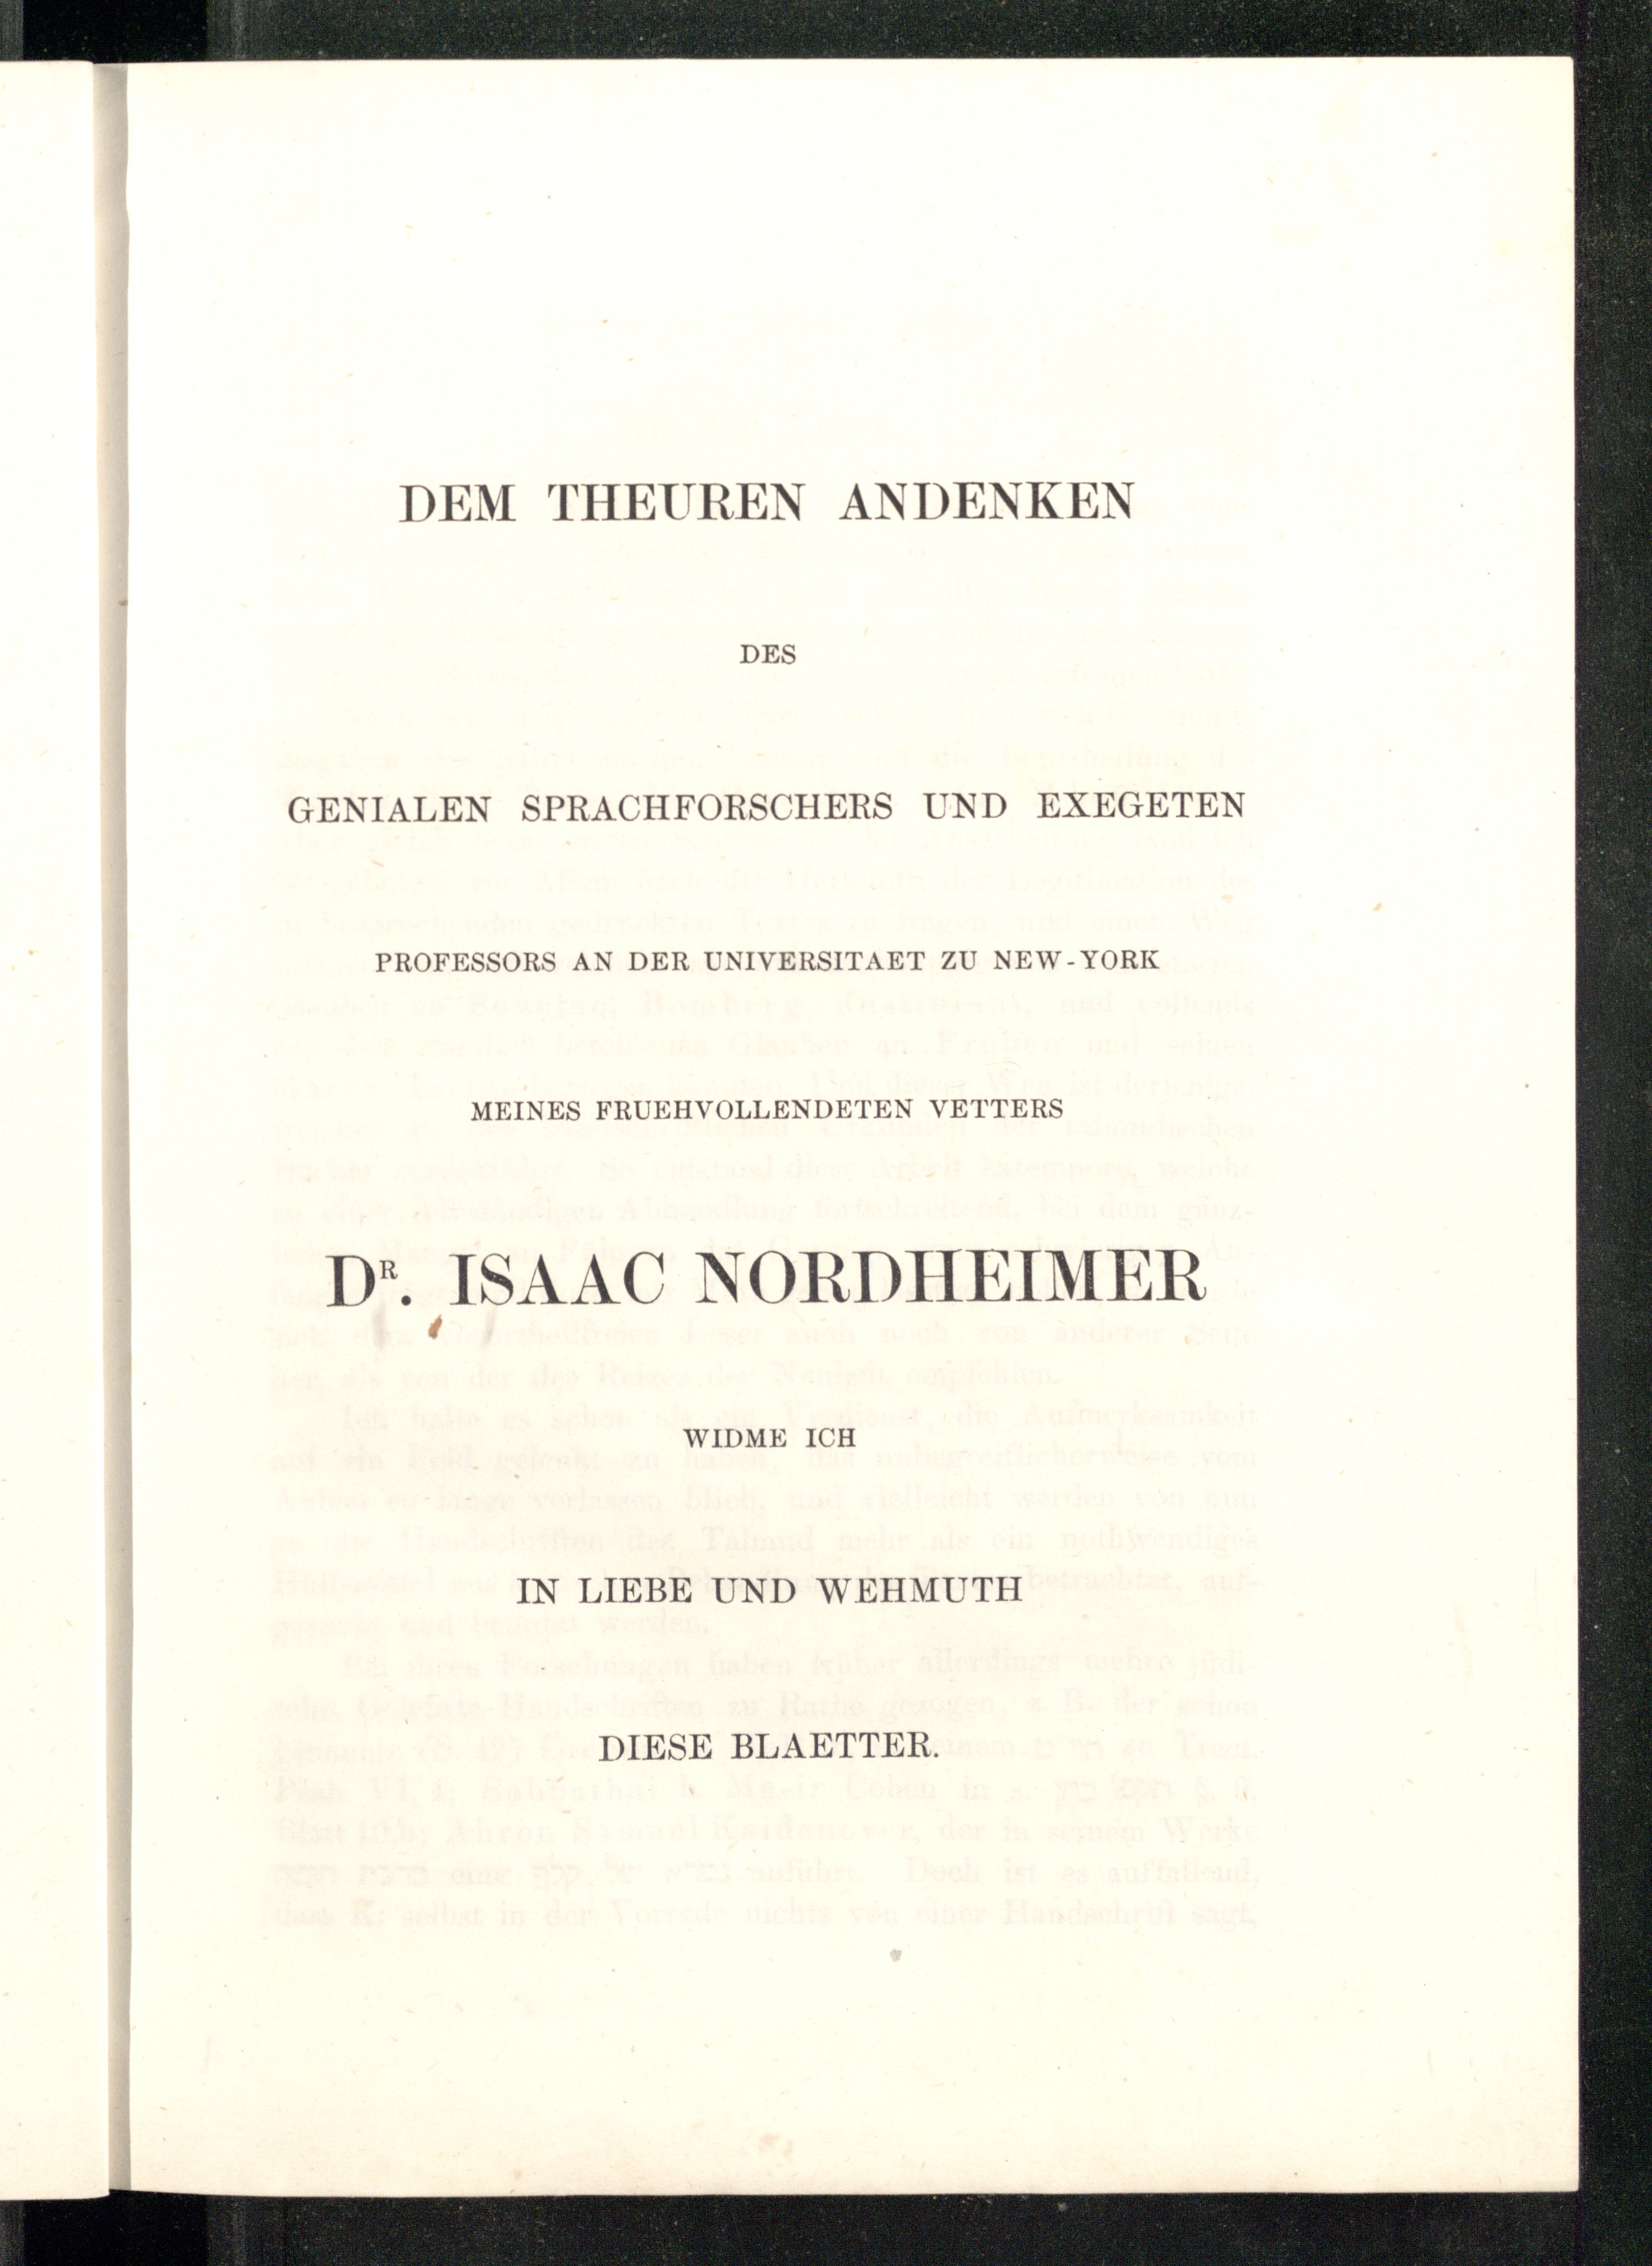 DEM THEUREN ANDENKEN
DES
GENIALEN SPRACHFORSCHERS UND EXEGETEN
PROFESSORS AN DER UNIVERSITAET ZU NEW-YORK
MEINES FRUEHVOLLENDETEN VETTERS
DR. ISAAC NORDHEIMER
WIDME ICH
IN LIEBE UND WEHMUTH
DIESE BLAETTER.